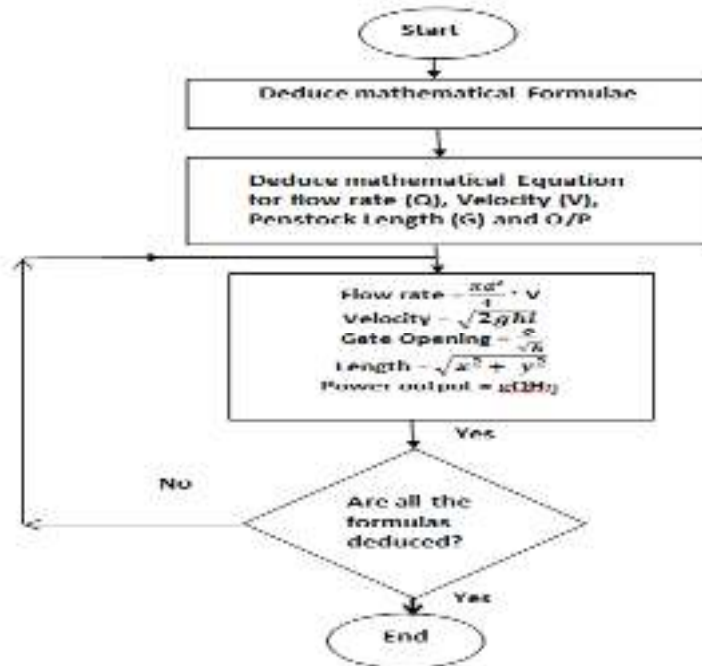 Start
Deduce mathematical Formulae
Deduce mathematical Equation
for flow rate (Q), Velocity (V),
Penstock Length (G) and O/P
Flow rate = πd²/4 * V
Velocity = √2ghl
Gate Opening = /√h
Length = √x² + y²
Power output = gQHη
Yes
No
Are all the
formulas
deduced?
Yes
End